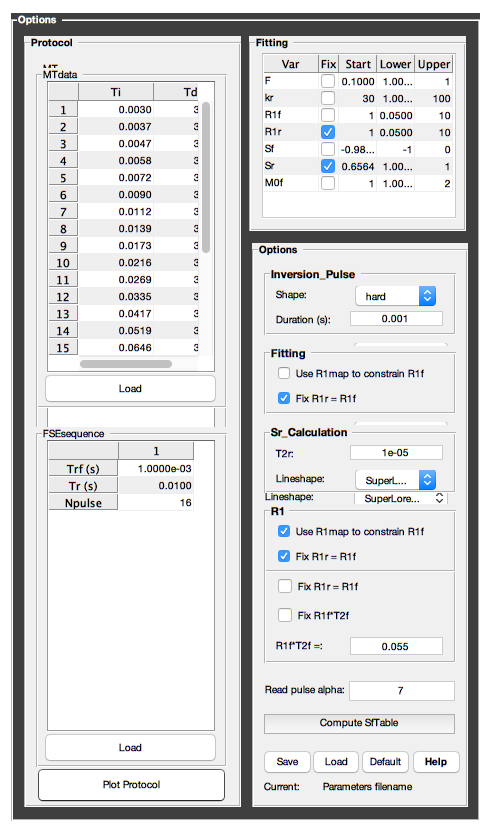 Options
Protocol
MTdata
Ti Td
1 0.0030 3
2 0.0037 3
3 0.0047 3
4 0.0058 3
5 0.0072 3
6 0.0090 3
7 0.0112 3
8 0.0139 3
9 0.0173 3
10 0.0216 3
11 0.0269 3
12 0.0335 3
13 0.0417 3
14 0.0519 3
15 0.0646 3
Load
FSEsequence
1
Trf (s) 1.0000e-03
Tr (s) 0.0100
Npulse 16
Load
Plot Protocol
Fitting
Var Fix Start Lower Upper
F 0.1000 1.00... 1
kr 30 1.00... 100
R1f 1 0.0500 10
R1r 1 0.0500 10
Sf -0.98... -1 0
Sr 0.6564 1.00... 1
M0f 1 1.00... 2
Options
Inversion_Pulse
Shape: hard
Duration (s): 0.001
Fitting
Use R1map to constrain R1f
Fix R1r = R1f
Sr_Calculation
T2r: 1e-05
Lineshape: SuperL...
Lineshape: SuperLore...
R1
Use R1map to constrain R1f
Fix R1r = R1f
Fix R1r = R1f
Fix R1f*T2f
R1f*T2f =: 0.055
Read pulse alpha: 7
Compute SfTable
Save Load Default Help
Current: Parameters filename